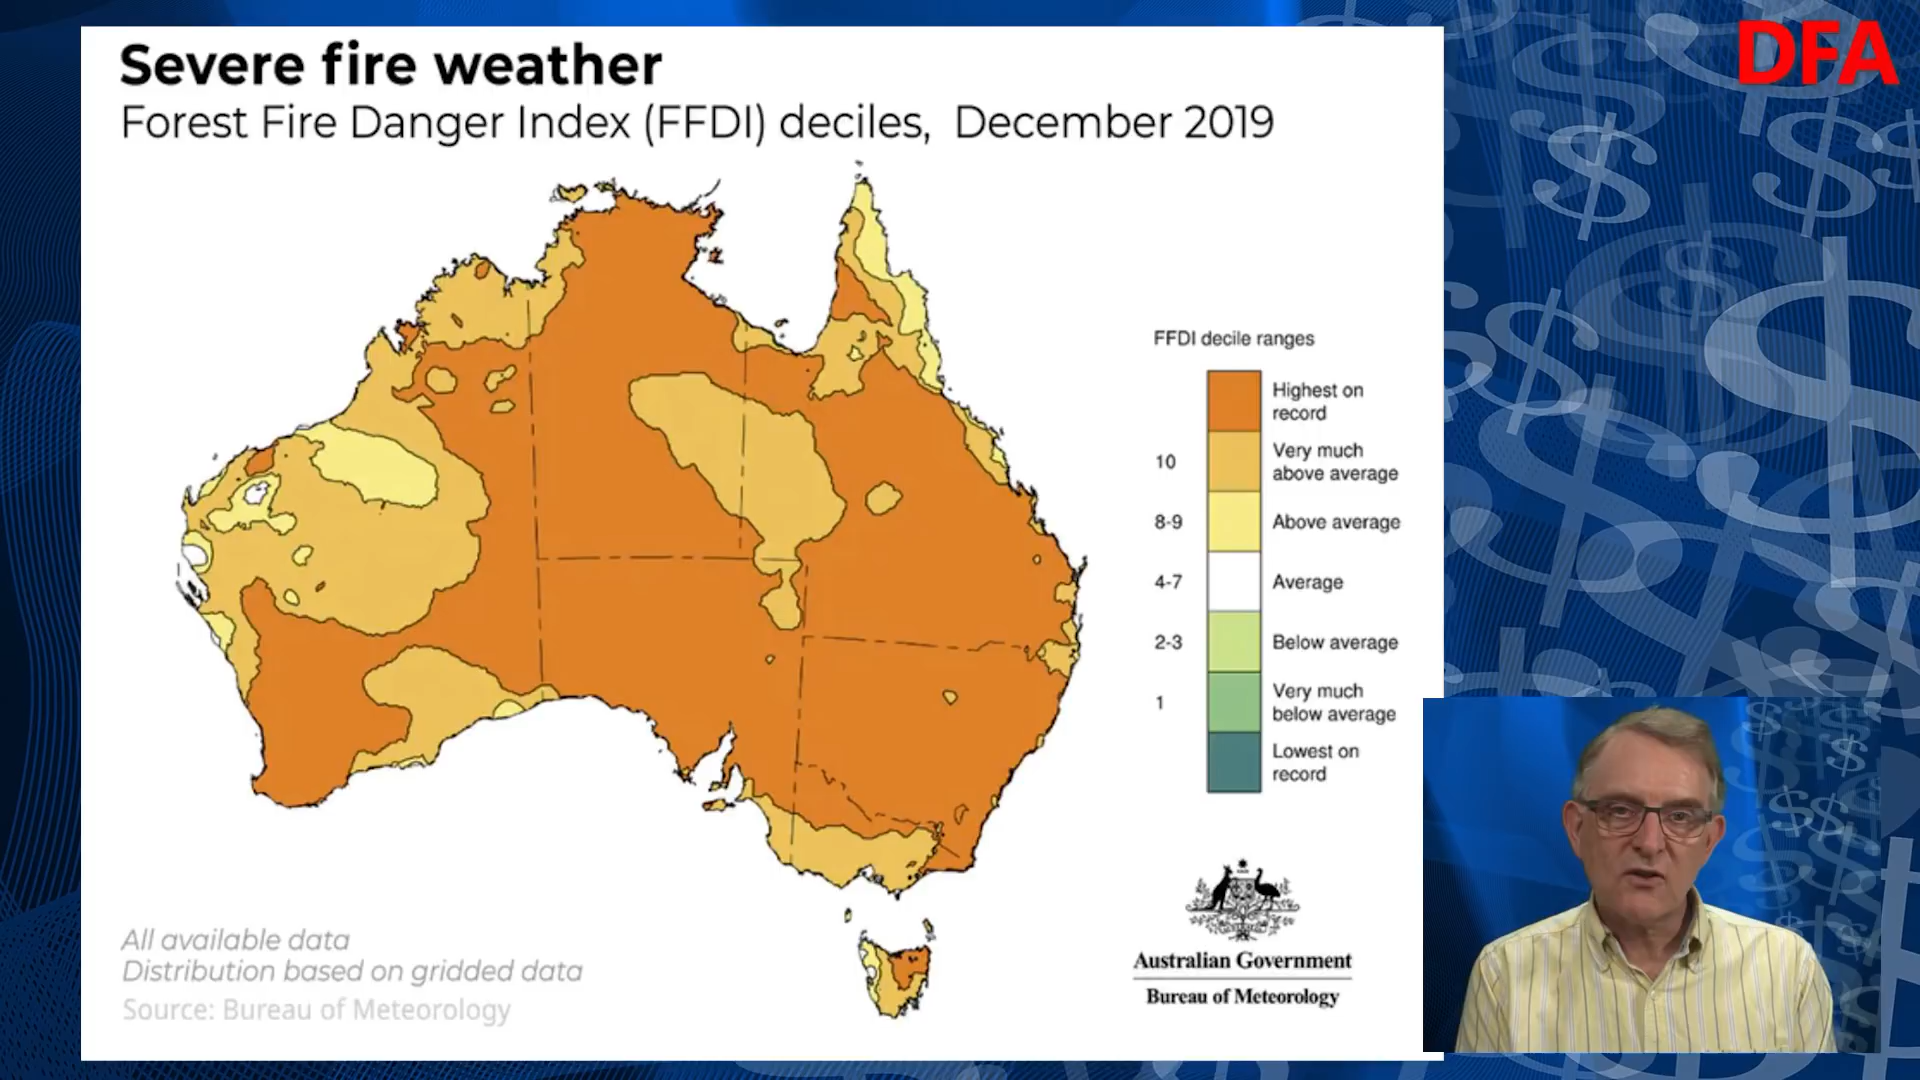 DFA
Severe fire weather
Forest Fire Danger Index (FFDI) deciles, December 2019
FFDI decile ranges
Highest on
record
10
Very much
above average
8-9
Above average
4-7
Average
2-3
Below average
1
Very much
below average
Lowest on
record
All available data
Distribution based on gridded data
Source: Bureau of Meteorology
Australian Government
Bureau of Meteorology